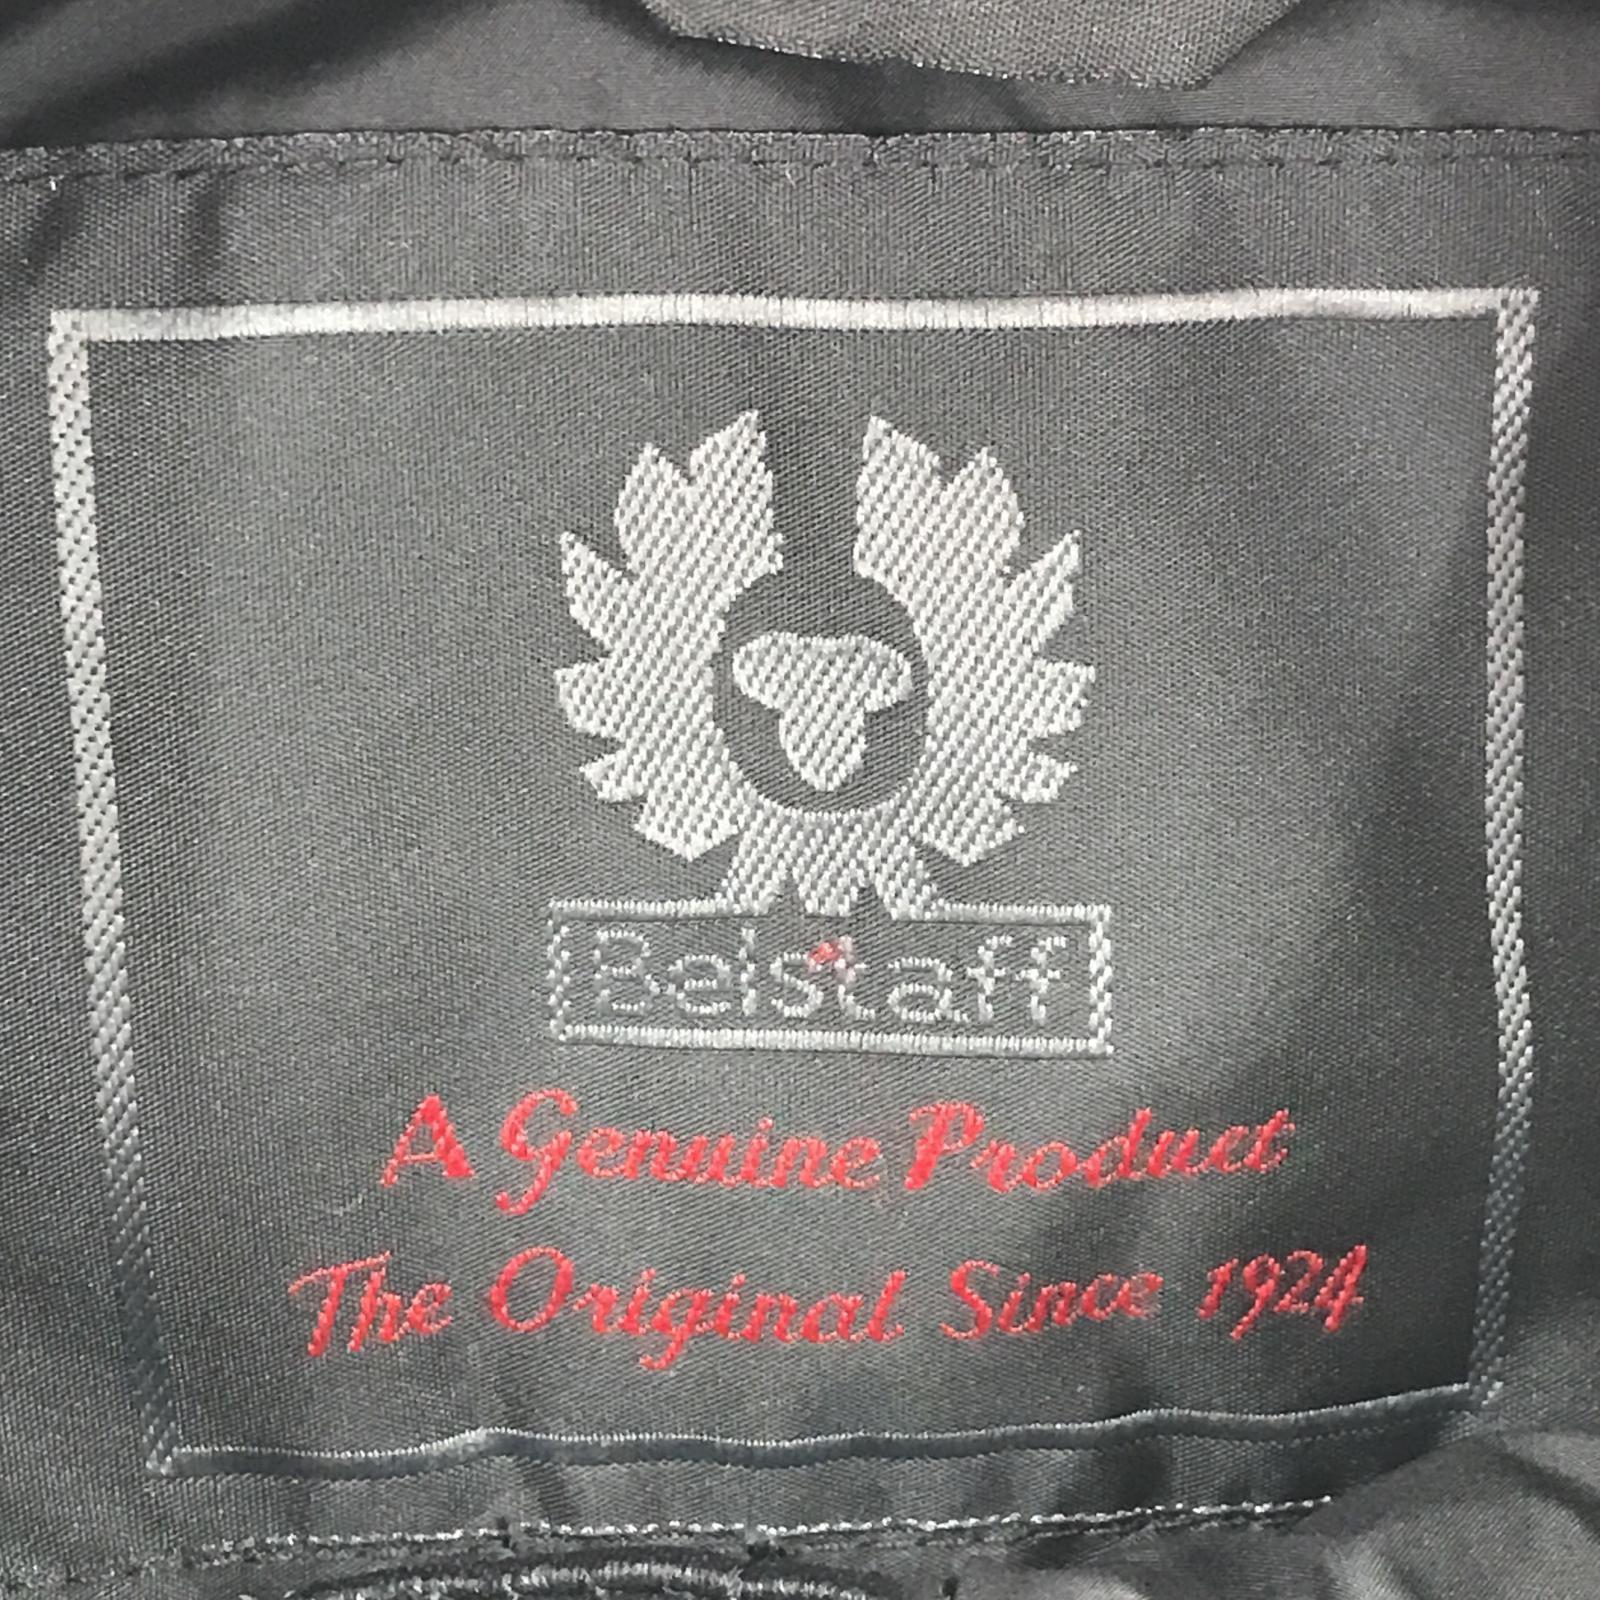 Belstaff
A Genuine Product
The Original Since 1924